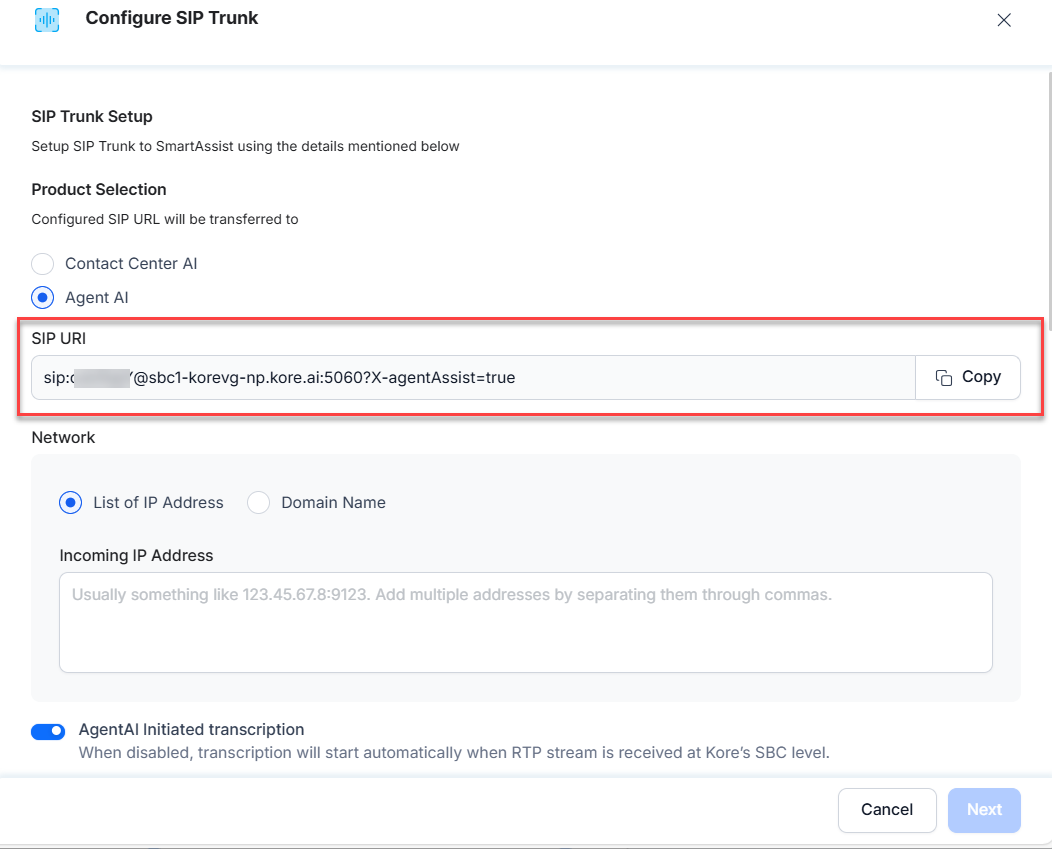 Configure SIP Trunk
SIP Trunk Setup
Setup SIP Trunk to SmartAssist using the details mentioned below
Product Selection
Configured SIP URL will be transferred to
Contact Center AI
Agent AI
SIP URI
sip: @sbc1-korevg-np.kore.ai:5060?X-agentAssist=true
Copy
Network
List of IP Address Domain Name
Incoming IP Address
Usually something like 123.45.67.8:9123. Add multiple addresses by separating them through commas.
AgentAI Initiated transcription
When disabled, transcription will start automatically when RTP stream is received at Kore's SBC level.
Cancel Next